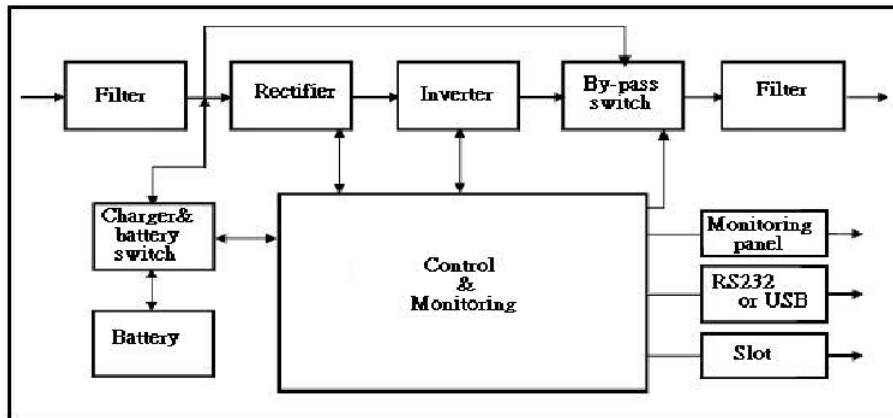 Filter
Rectifier
Inverter
By-pass
switch
Filter
Charger&
battery
switch
Battery
Control
&
Monitoring
Monitoring
panel
RS232
or USB
Slot